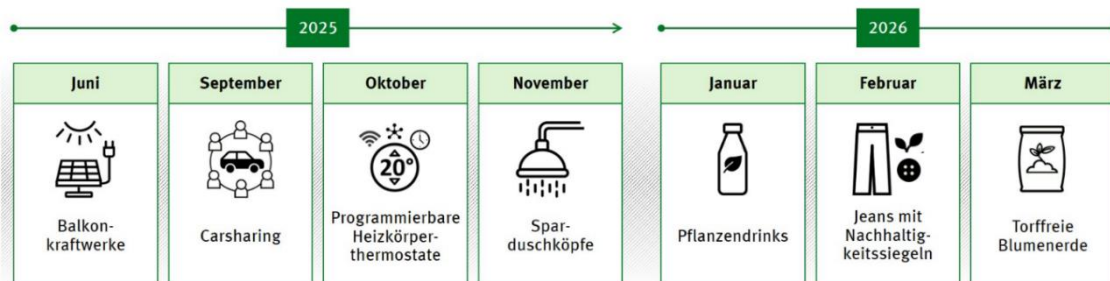 2025
2026
Juni
September
Oktober
November
Januar
Februar
März
20°
Balkon-
kraftwerke
Carsharing
Programmierbare
Heizkörper-
thermostate
Spar-
duschköpfe
Pflanzendrinks
Jeans mit
Nachhaltig-
keitssiegeln
Torffreie
Blumenerde